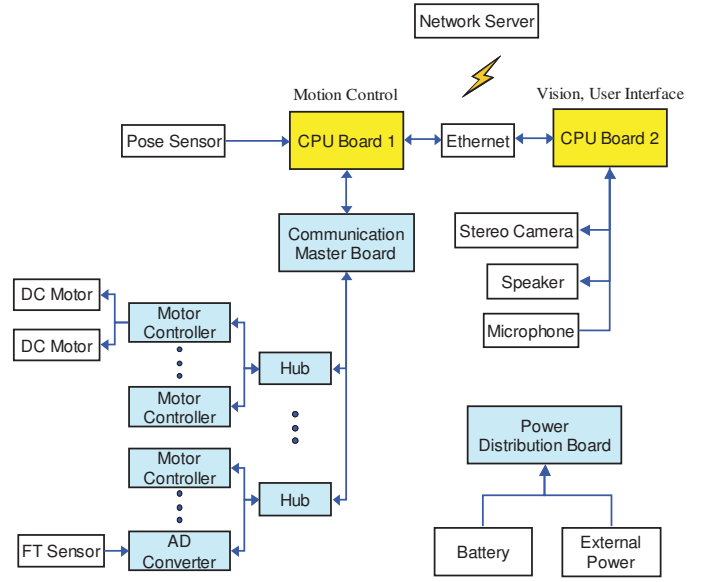 Network Server
Motion Control
Vision, User Interface
Pose Sensor
CPU Board 1
Ethernet
CPU Board 2
Communication
Master Board
Stereo Camera
Speaker
Microphone
DC Motor
DC Motor
Motor
Controller
Hub
Motor
Controller
Motor
Controller
Hub
FT Sensor
AD
Converter
Power
Distribution Board
Battery
External
Power